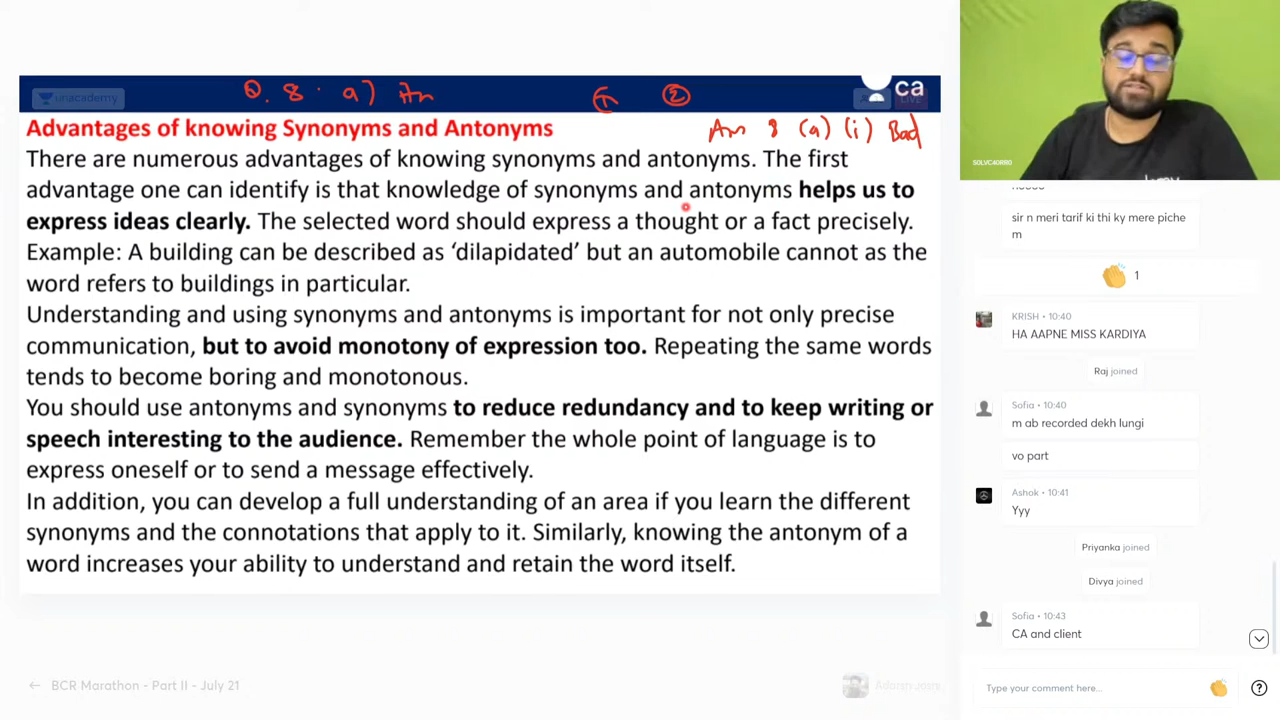 Q. 8. a) An
① ②
unacademy
ca
LIVE
Advantages of knowing Synonyms and Antonyms
An 8 (a) (i) Bad
There are numerous advantages of knowing synonyms and antonyms. The first
advantage one can identify is that knowledge of synonyms and antonyms helps us to
express ideas clearly. The selected word should express a thought or a fact precisely.
Example: A building can be described as ‘dilapidated’ but an automobile cannot as the
word refers to buildings in particular.
Understanding and using synonyms and antonyms is important for not only precise
communication, but to avoid monotony of expression too. Repeating the same words
tends to become boring and monotonous.
You should use antonyms and synonyms to reduce redundancy and to keep writing or
speech interesting to the audience. Remember the whole point of language is to
express oneself or to send a message effectively.
In addition, you can develop a full understanding of an area if you learn the different
synonyms and the connotations that apply to it. Similarly, knowing the antonym of a
word increases your ability to understand and retain the word itself.
BCR Marathon - Part II - July 21
Adarsh Joshi
SOLVC4ORRO
sir n meri tarif ki thi ky mere piche
m
1
KRISH • 10:40
HA AAPNE MISS KARDIYA
Raj joined
Sofia • 10:40
m ab recorded dekh lungi
vo part
Ashok • 10:41
Yyy
Priyanka joined
Divya joined
Sofia • 10:43
CA and client
Type your comment here...
?